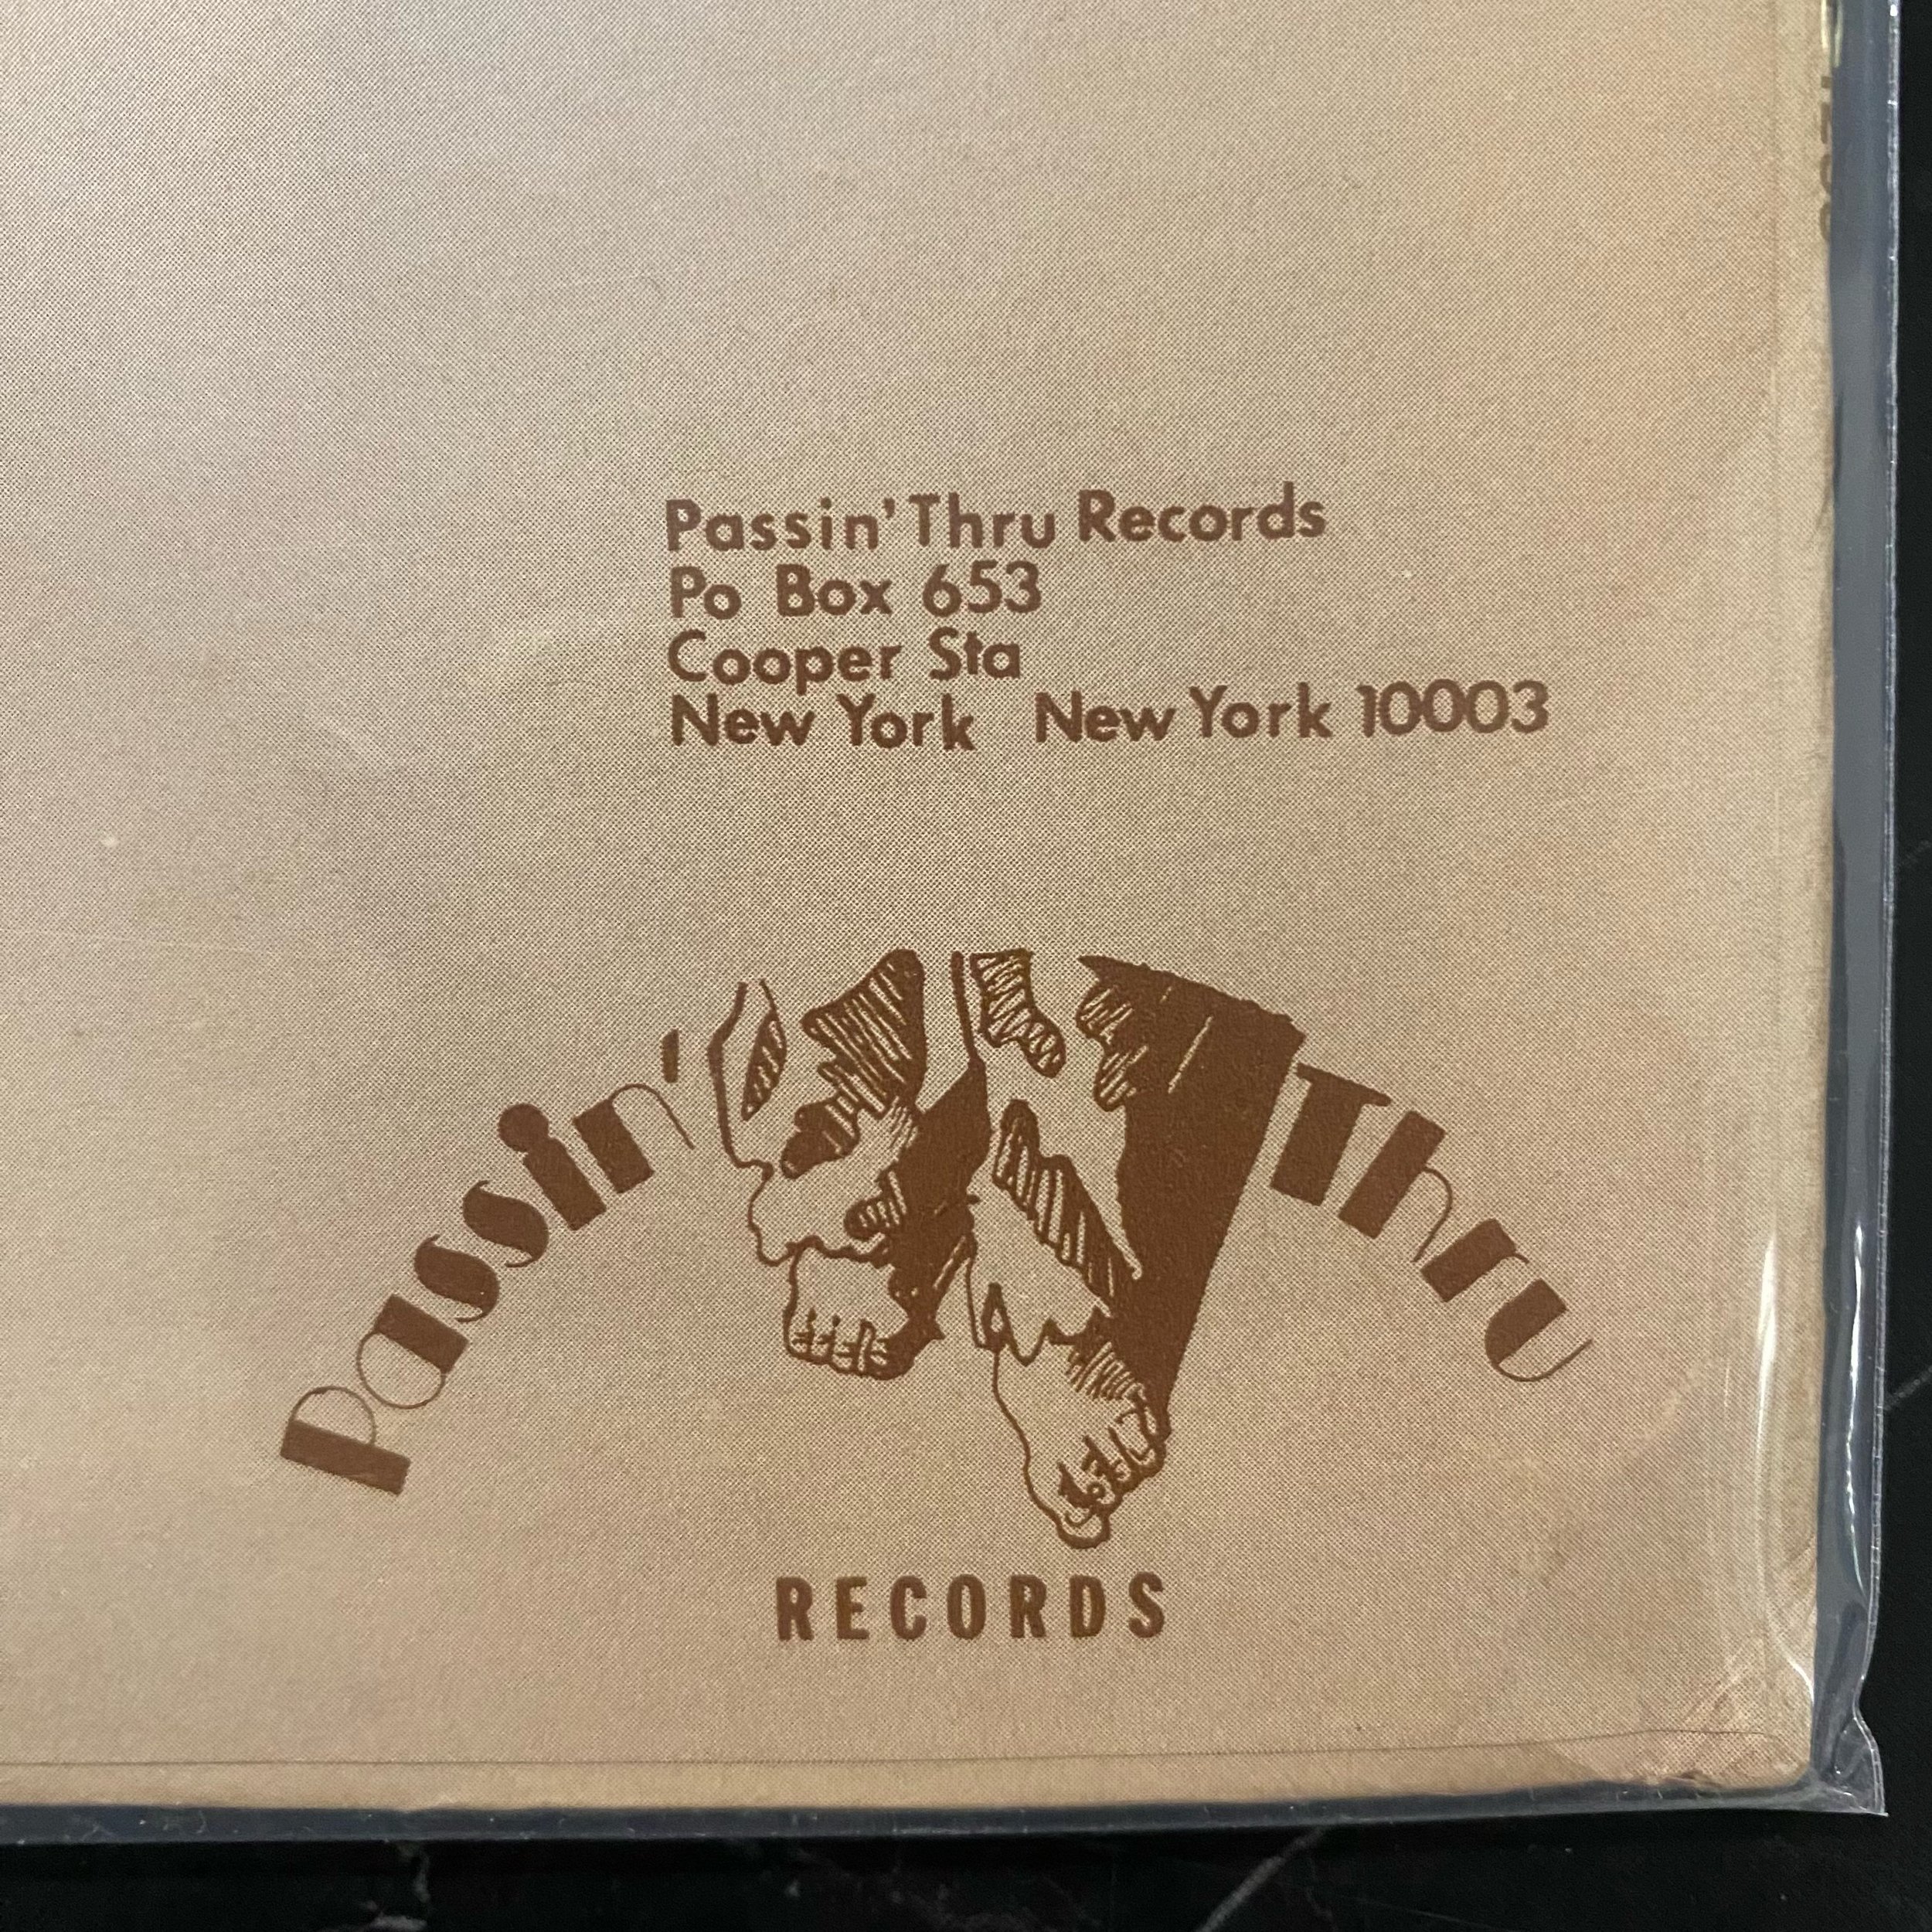 Passin' Thru Records
Po Box 653
Cooper Sta
New York New York 10003
Passin' Thru
RECORDS